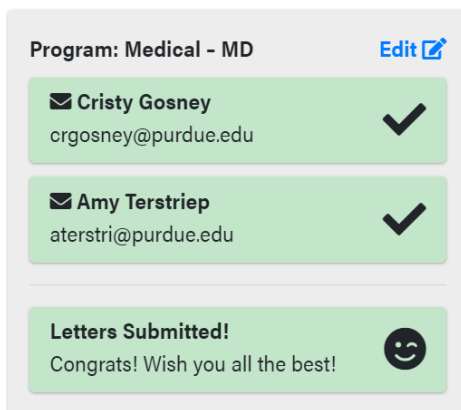 Program: Medical – MD Edit
Cristy Gosney
crgosney@purdue.edu
Amy Terstriep
aterstri@purdue.edu
Letters Submitted!
Congrats! Wish you all the best!